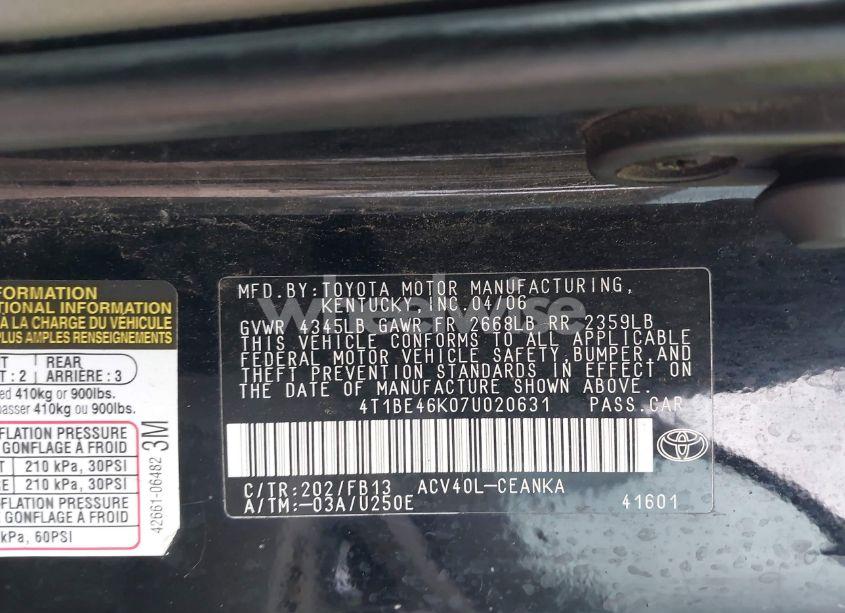 FORMATION
TIONAL INFORMATION
À LA CHARGE DU VÉHICULE
PLUS AMPLES RENSEIGNEMENTS
T REAR
T : 2 ARRIÈRE : 3
ed 410kg or 900lbs.
passer 410kg ou 900lbs.
FLATION PRESSURE
GONFLAGE À FROID
T 210 kPa, 30PSI
E 210 kPa, 30PSI
FLATION PRESSURE
GONFLAGE À FROID
kPa, 60PSI
3M
42661-06482
MFD.BY:TOYOTA MOTOR MANUFACTURING,
KENTUCKY, INC.04/06
GVWR 4345LB GAWR FR 2668LB RR 2359LB
THIS VEHICLE CONFORMS TO ALL APPLICABLE
FEDERAL MOTOR VEHICLE SAFETY,BUMPER,AND
THEFT PREVENTION STANDARDS IN EFFECT ON
THE DATE OF MANUFACTURE SHOWN ABOVE.
4T1BE46K07U020631 PASS.CAR
C/TR:202/FB13 ACV40L-CEANKA
A/TM:-03A/U250E 41601
wheelwise